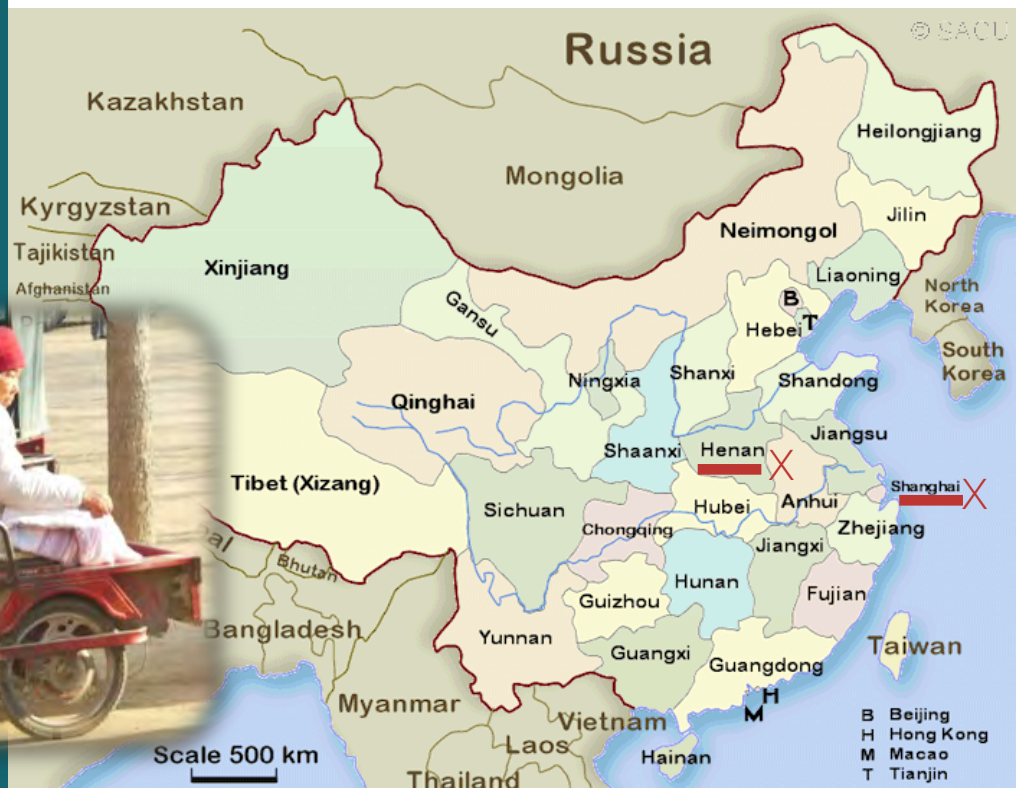 © SACU
Russia
Kazakhstan
Heilongjiang
Mongolia
Kyrgyzstan
Jilin
Neimongol
Tajikistan
Xinjiang
Liaoning
Afghanistan
North
Korea
B
Gansu
Hebei
T
South
Korea
Ningxia
Shanxi
Shandong
Qinghai
Jiangsu
Shaanxi
Henan
X
Tibet (Xizang)
Shanghai
X
Sichuan
Hubei
Anhui
Chongqing
Zhejiang
Jiangxi
Bhutan
Hunan
Fujian
Guizhou
Bangladesh
Yunnan
Guangxi
Guangdong
Taiwan
H
M
Myanmar
Vietnam
B Beijing
H Hong Kong
M Macao
T Tianjin
Laos
Hainan
Scale 500 km
Thailand